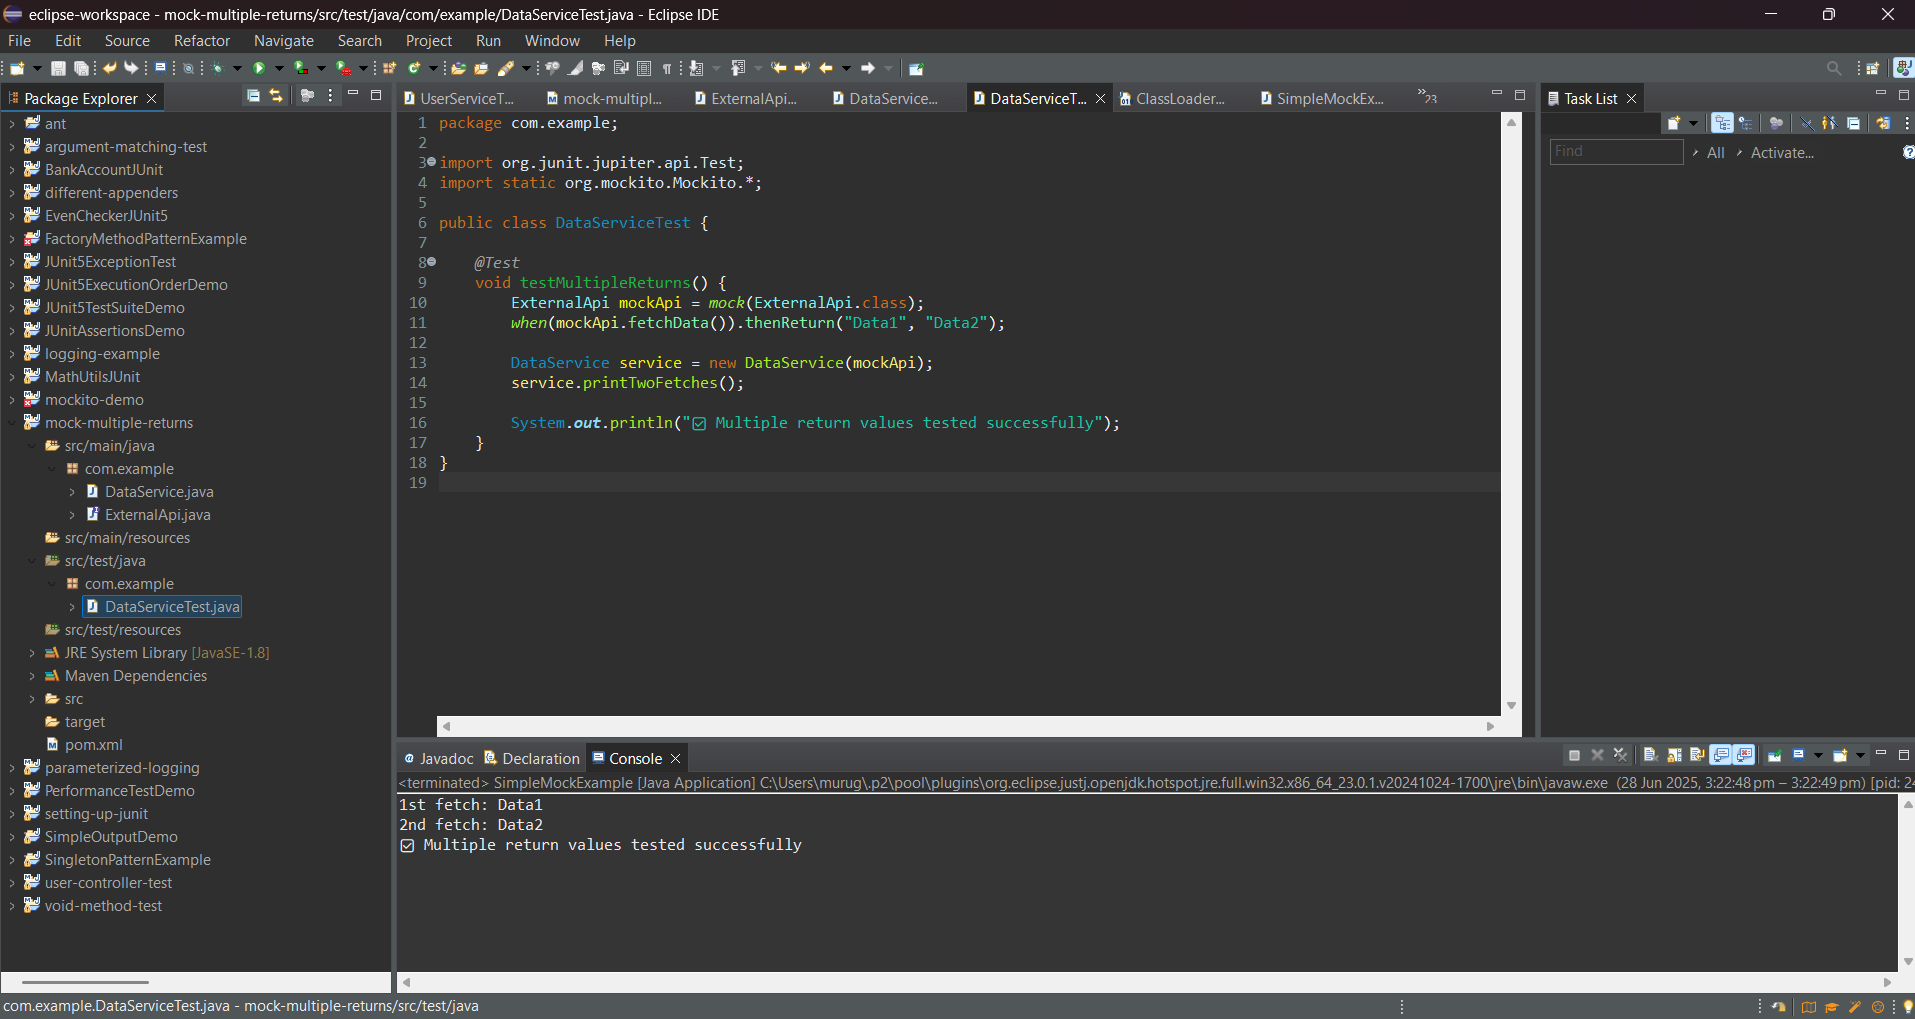 eclipse-workspace - mock-multiple-returns/src/test/java/com/example/DataServiceTest.java - Eclipse IDE
File Edit Source Refactor Navigate Search Project Run Window Help
Package Explorer
ant
argument-matching-test
BankAccountJUnit
different-appenders
EvenCheckerJUnit5
FactoryMethodPatternExample
JUnit5ExceptionTest
JUnit5ExecutionOrderDemo
JUnit5TestSuiteDemo
JUnitAssertionsDemo
logging-example
MathUtilsJUnit
mockito-demo
mock-multiple-returns
src/main/java
com.example
DataService.java
ExternalApi.java
src/main/resources
src/test/java
com.example
DataServiceTest.java
src/test/resources
JRE System Library [JavaSE-1.8]
Maven Dependencies
src
target
pom.xml
parameterized-logging
PerformanceTestDemo
setting-up-junit
SimpleOutputDemo
SingletonPatternExample
user-controller-test
void-method-test
UserServiceT... mock-multipl... ExternalApi... DataService... DataServiceT... ClassLoader... SimpleMockEx... »23
1 package com.example;
2
3 import org.junit.jupiter.api.Test;
4 import static org.mockito.Mockito.*;
5
6 public class DataServiceTest {
7
8 @Test
9 void testMultipleReturns() {
10 ExternalApi mockApi = mock(ExternalApi.class);
11 when(mockApi.fetchData()).thenReturn("Data1", "Data2");
12
13 DataService service = new DataService(mockApi);
14 service.printTwoFetches();
15
16 System.out.println("☑ Multiple return values tested successfully");
17 }
18 }
19
Task List
Find All Activate...
Javadoc Declaration Console
<terminated> SimpleMockExample [Java Application] C:\Users\murug\.p2\pool\plugins\org.eclipse.justj.openjdk.hotspot.jre.full.win32.x86_64_23.0.1.v20241024-1700\jre\bin\javaw.exe (28 Jun 2025, 3:22:48 pm – 3:22:49 pm) [pid: 2
1st fetch: Data1
2nd fetch: Data2
☑ Multiple return values tested successfully
com.example.DataServiceTest.java - mock-multiple-returns/src/test/java